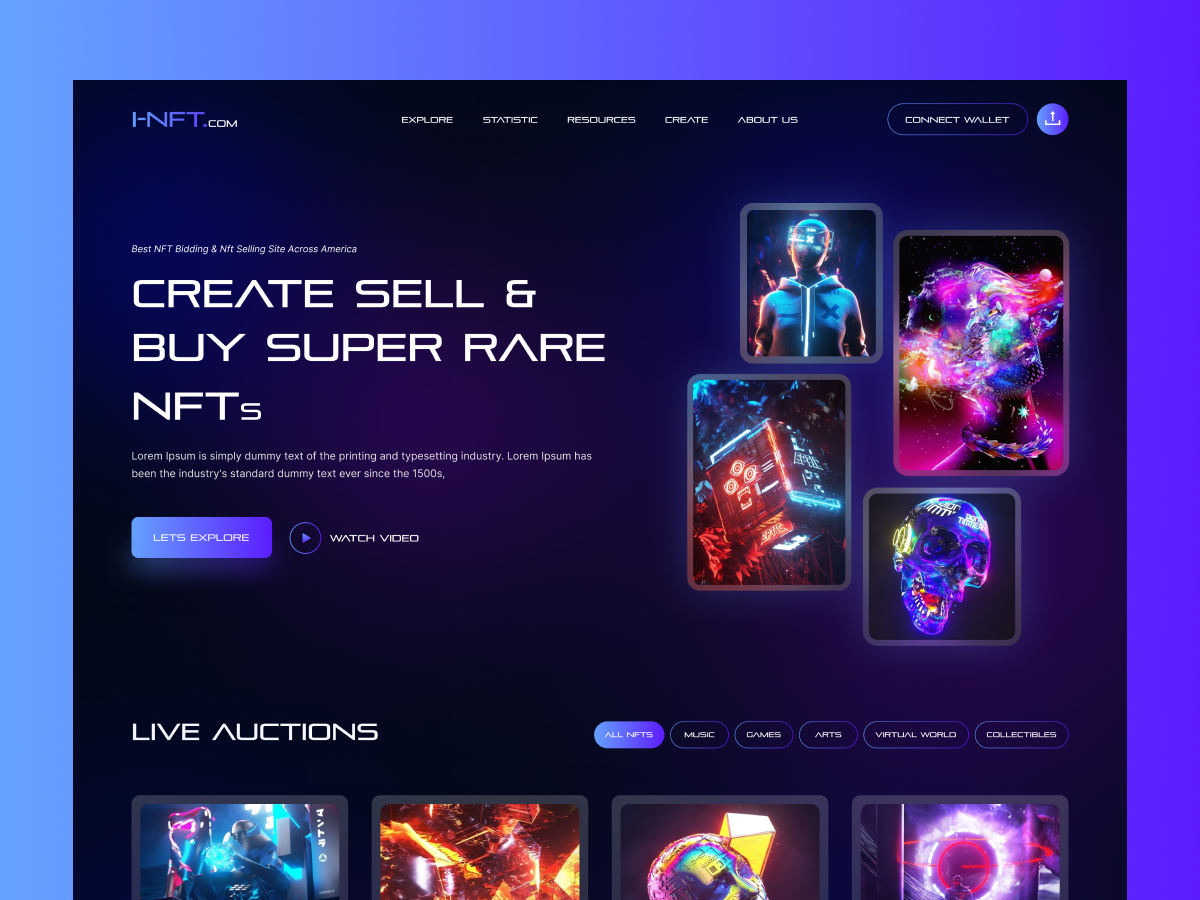 I-NFT.COM
EXPLORE STATISTIC RESOURCES CREATE ABOUT US
CONNECT WALLET
Best NFT Bidding & Nft Selling Site Across America
CREATE SELL &
BUY SUPER RARE
NFTs
Lorem Ipsum is simply dummy text of the printing and typesetting industry. Lorem Ipsum has
been the industry's standard dummy text ever since the 1500s,
LETS EXPLORE
WATCH VIDEO
LIVE AUCTIONS
ALL NFTS MUSIC GAMES ARTS VIRTUAL WORLD COLLECTIBLES